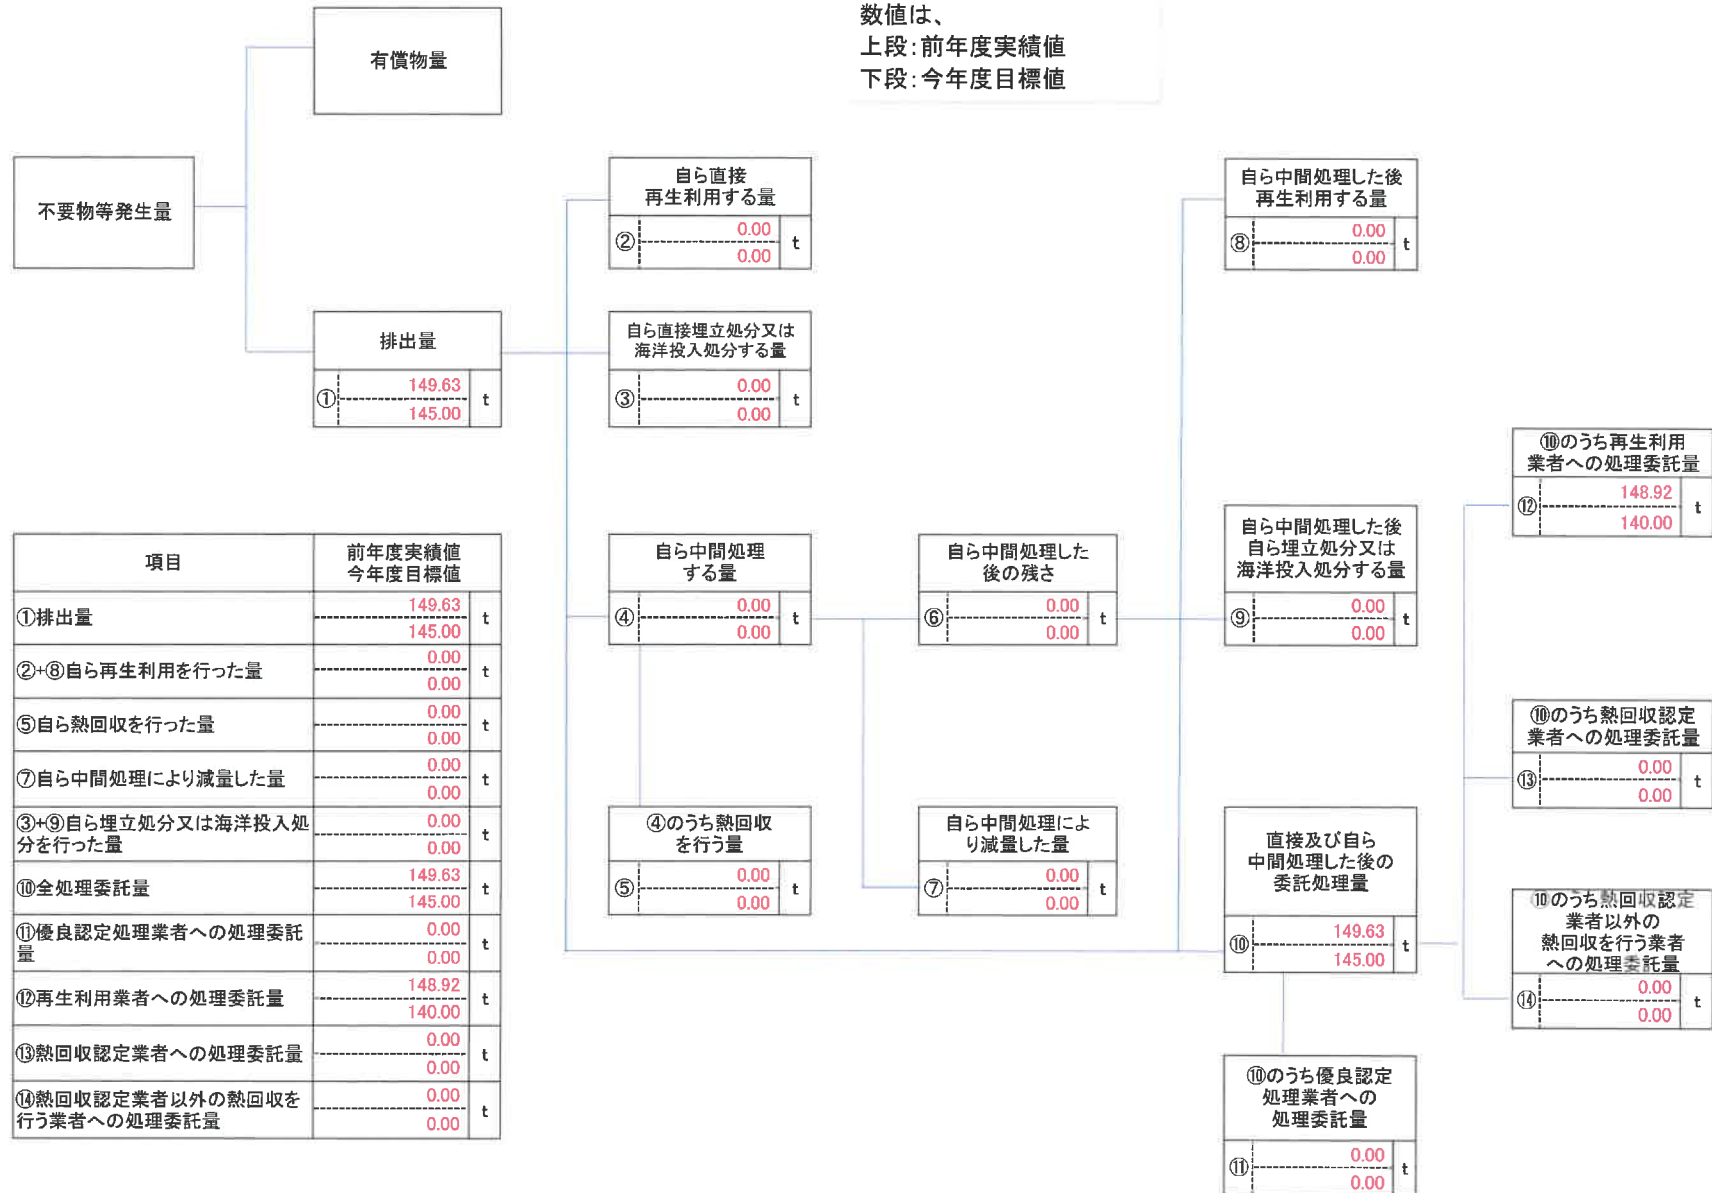 数値は、
上段：前年度実績値
下段：今年度目標値
有償物量
不要物等発生量
排出量
①
149.63
145.00
t
自ら直接
再生利用する量
②
0.00
0.00
t
自ら直接埋立処分又は
海洋投入処分する量
③
0.00
0.00
t
自ら中間処理
する量
④
0.00
0.00
t
④のうち熱回収
を行う量
⑤
0.00
0.00
t
自ら中間処理した
後の残さ
⑥
0.00
0.00
t
自ら中間処理によ
り減量した量
⑦
0.00
0.00
t
自ら中間処理した後
再生利用する量
⑧
0.00
0.00
t
自ら中間処理した後
自ら埋立処分又は
海洋投入処分する量
⑨
0.00
0.00
t
直接及び自ら
中間処理した後の
委託処理量
⑩
149.63
145.00
t
⑩のうち優良認定
処理業者への
処理委託量
⑪
0.00
0.00
t
⑩のうち再生利用
業者への処理委託量
⑫
148.92
140.00
t
⑩のうち熱回収認定
業者への処理委託量
⑬
0.00
0.00
t
⑩のうち熱回収認定
業者以外の
熱回収を行う業者
への処理委託量
⑭
0.00
0.00
t
項目
前年度実績値
今年度目標値
①排出量
149.63
145.00
t
②+⑧自ら再生利用を行った量
0.00
0.00
t
⑤自ら熱回収を行った量
0.00
0.00
t
⑦自ら中間処理により減量した量
0.00
0.00
t
③+⑨自ら埋立処分又は海洋投入処
分を行った量
0.00
0.00
t
⑩全処理委託量
149.63
145.00
t
⑪優良認定処理業者への処理委託
量
0.00
0.00
t
⑫再生利用業者への処理委託量
148.92
140.00
t
⑬熱回収認定業者への処理委託量
0.00
0.00
t
⑭熱回収認定業者以外の熱回収を
行う業者への処理委託量
0.00
0.00
t